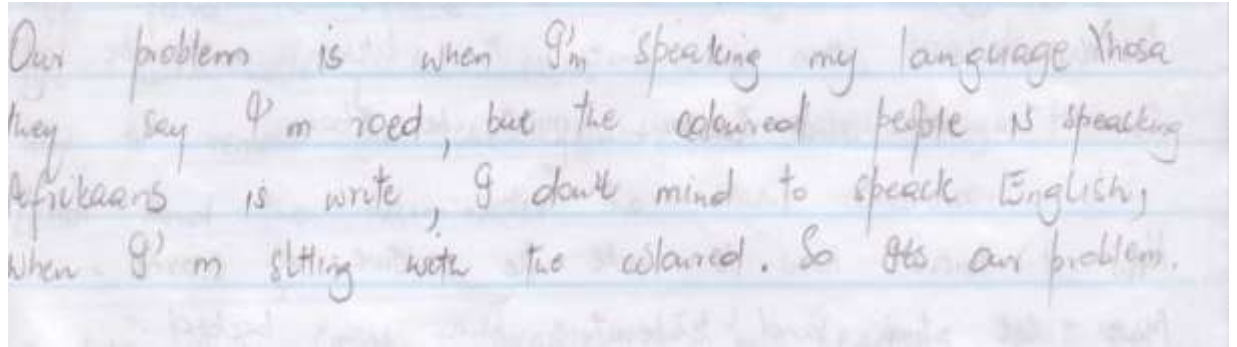 Our problem is when I'm speaking my language Xhosa
they say I'm roed, but the coloured people is speacking
Afrikaans is write, I don't mind to speack English,
when I'm sitting with the colaured. So Its our problem.